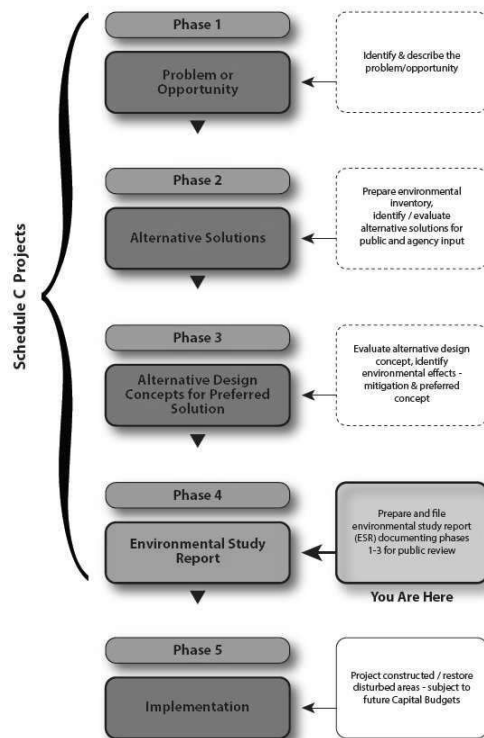 Schedule C Projects
Phase 1
Problem or
Opportunity
Identify & describe the
problem/opportunity
Phase 2
Alternative Solutions
Prepare environmental
inventory,
identify / evaluate
alternative solutions for
public and agency input
Phase 3
Alternative Design
Concepts for Preferred
Solution
Evaluate alternative design
concept, identify
environmental effects -
mitigation & preferred
concept
Phase 4
Environmental Study
Report
Prepare and file
environmental study report
(ESR) documenting phases
1-3 for public review
You Are Here
Phase 5
Implementation
Project constructed / restore
disturbed areas - subject to
future Capital Budgets